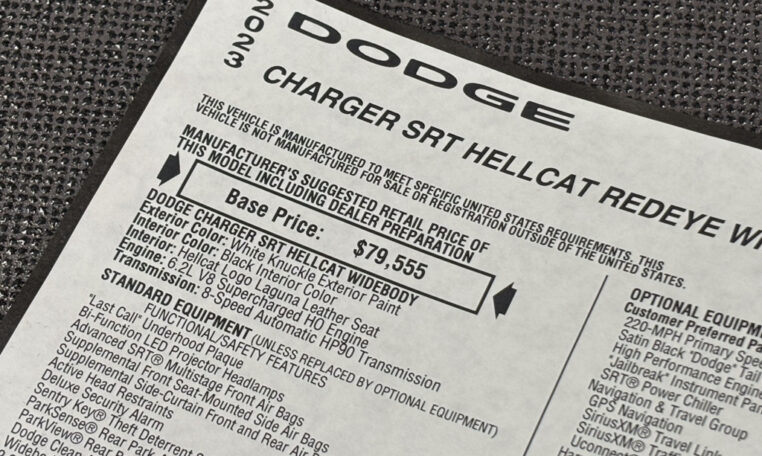 2023
DODGE
CHARGER SRT HELLCAT REDEYE
THIS VEHICLE IS MANUFACTURED TO MEET SPECIFIC UNITED STATES REQUIREMENTS. THIS
VEHICLE IS NOT MANUFACTURED FOR SALE OR REGISTRATION OUTSIDE OF THE UNITED STATES.
MANUFACTURER'S SUGGESTED RETAIL PRICE OF
THIS MODEL INCLUDING DEALER PREPARATION
Base Price: $79,555
DODGE CHARGER SRT HELLCAT WIDEBODY
Exterior Color: White Knuckle Exterior Paint
Interior Color: Black Interior Color
Interior: Hellcat Logo Laguna Leather Seat
Engine: 6.2L V8 Supercharged HO Engine
Transmission: 8-Speed Automatic HP90 Transmission
STANDARD EQUIPMENT (UNLESS REPLACED BY OPTIONAL EQUIPMENT)
FUNCTIONAL/SAFETY FEATURES
"Last Call" Underhood Plaque
Bi-Function LED Projector Headlamps
Advanced SRT® Multistage Front Air Bags
Supplemental Front Seat-Mounted Side Air Bags
Supplemental Side-Curtain Front and Rear Air
Active Head Restraints
Deluxe Security Alarm
Sentry Key® Theft Deterrent
ParkSense® Rear Park
ParkView® Rear
Dodge Clean
OPTIONAL
Customer Preferred
220-MPH Primary
Satin Black "Dodge" Tail
High Performance Engine
"Jailbreak" Instrument
SRT® Power Chiller
Navigation & Travel Group
GPS Navigation
SiriusXM® Travel
SiriusXM®